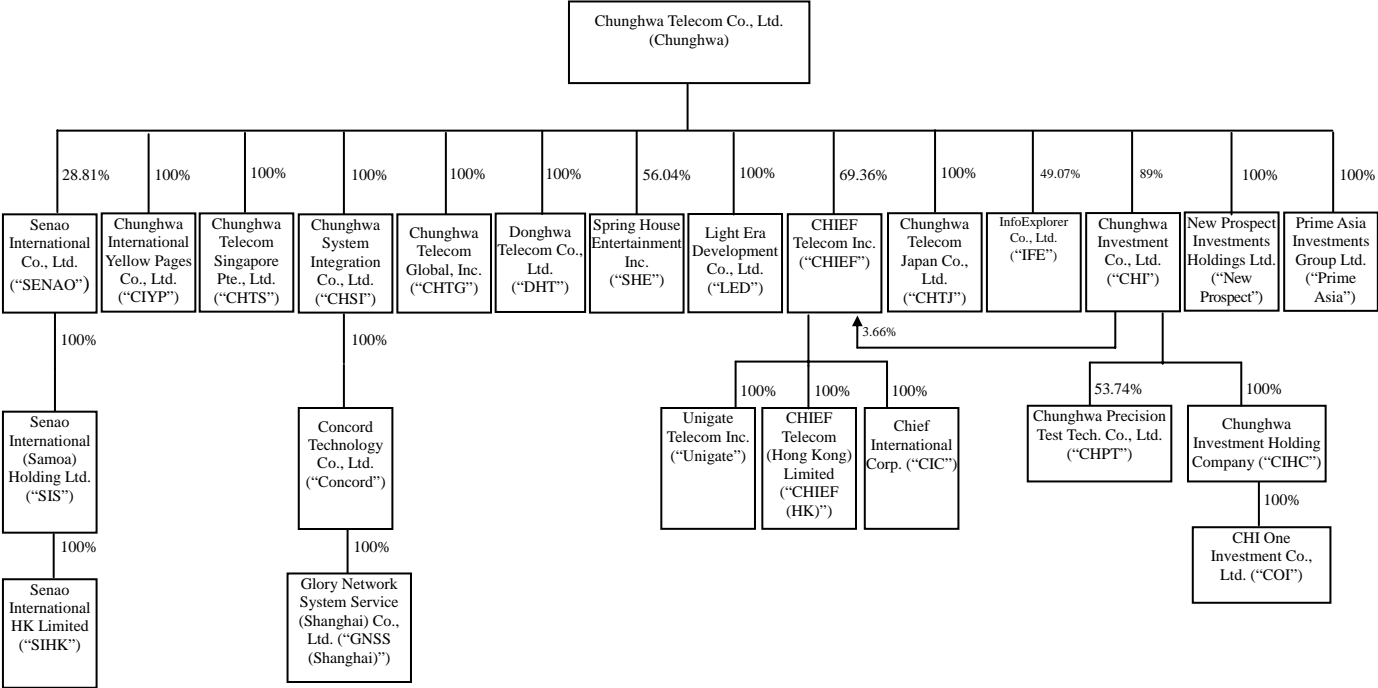 Chunghwa Telecom Co., Ltd.
(Chunghwa)
28.81%
100%
100%
100%
100%
100%
56.04%
100%
69.36%
100%
49.07%
89%
100%
100%
Senao
International
Co., Ltd.
(“SENAO”)
Chunghwa
International
Yellow Pages
Co., Ltd.
(“CIYP”)
Chunghwa
Telecom
Singapore
Pte., Ltd.
(“CHTS”)
Chunghwa
System
Integration
Co., Ltd.
(“CHSI”)
Chunghwa
Telecom
Global, Inc.
(“CHTG”)
Donghwa
Telecom Co.,
Ltd.
(“DHT”)
Spring House
Entertainment
Inc.
(“SHE”)
Light Era
Development
Co., Ltd.
(“LED”)
CHIEF
Telecom Inc.
(“CHIEF”)
Chunghwa
Telecom
Japan Co.,
Ltd.
(“CHTJ”)
InfoExplorer
Co., Ltd.
(“IFE”)
Chunghwa
Investment
Co., Ltd.
(“CHI”)
New Prospect
Investments
Holdings Ltd.
(“New
Prospect”)
Prime Asia
Investments
Group Ltd.
(“Prime
Asia”)
100%
100%
3.66%
100%
100%
100%
53.74%
100%
Senao
International
(Samoa)
Holding Ltd.
(“SIS”)
Concord
Technology
Co., Ltd.
(“Concord”)
Unigate
Telecom Inc.
(“Unigate”)
CHIEF
Telecom
(Hong Kong)
Limited
(“CHIEF
(HK)”)
Chief
International
Corp. (“CIC”)
Chunghwa Precision
Test Tech. Co., Ltd.
(“CHPT”)
Chunghwa
Investment Holding
Company (“CIHC”)
100%
100%
100%
Senao
International
HK Limited
(“SIHK”)
Glory Network
System Service
(Shanghai) Co.,
Ltd. (“GNSS
(Shanghai)”)
CHI One
Investment Co.,
Ltd. (“COI”)